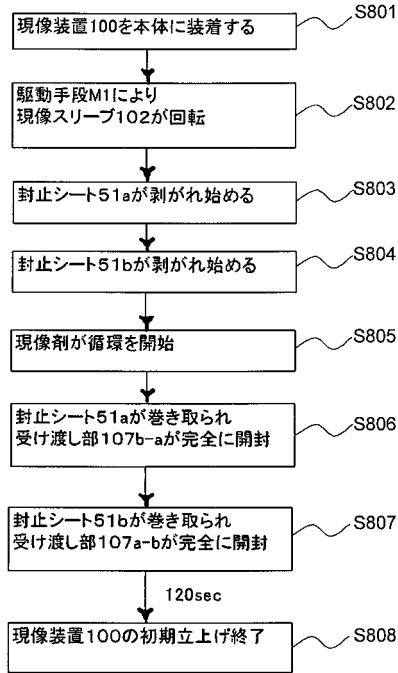 現像装置100を本体に装着する
S801
駆動手段M1により
現像スリーブ102が回転
S802
封止シート51aが剥がれ始める
S803
封止シート51bが剥がれ始める
S804
現像剤が循環を開始
S805
封止シート51aが巻き取られ
受け渡し部107b-aが完全に開封
S806
封止シート51bが巻き取られ
受け渡し部107a-bが完全に開封
S807
120sec
現像装置100の初期立上げ終了
S808